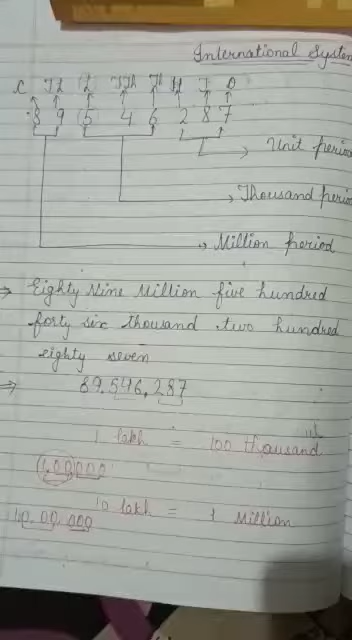 International System
C TL L TTh Th H T O
8 9 5 4 6 2 8 7
Unit period
Thousand period
Million period
Eighty Nine Million five hundred
forty six thousand two hundred
eighty seven
89,546,287
1 lakh = 100 thousand
1,00,000
10 lakh = 1 Million
10,00,000